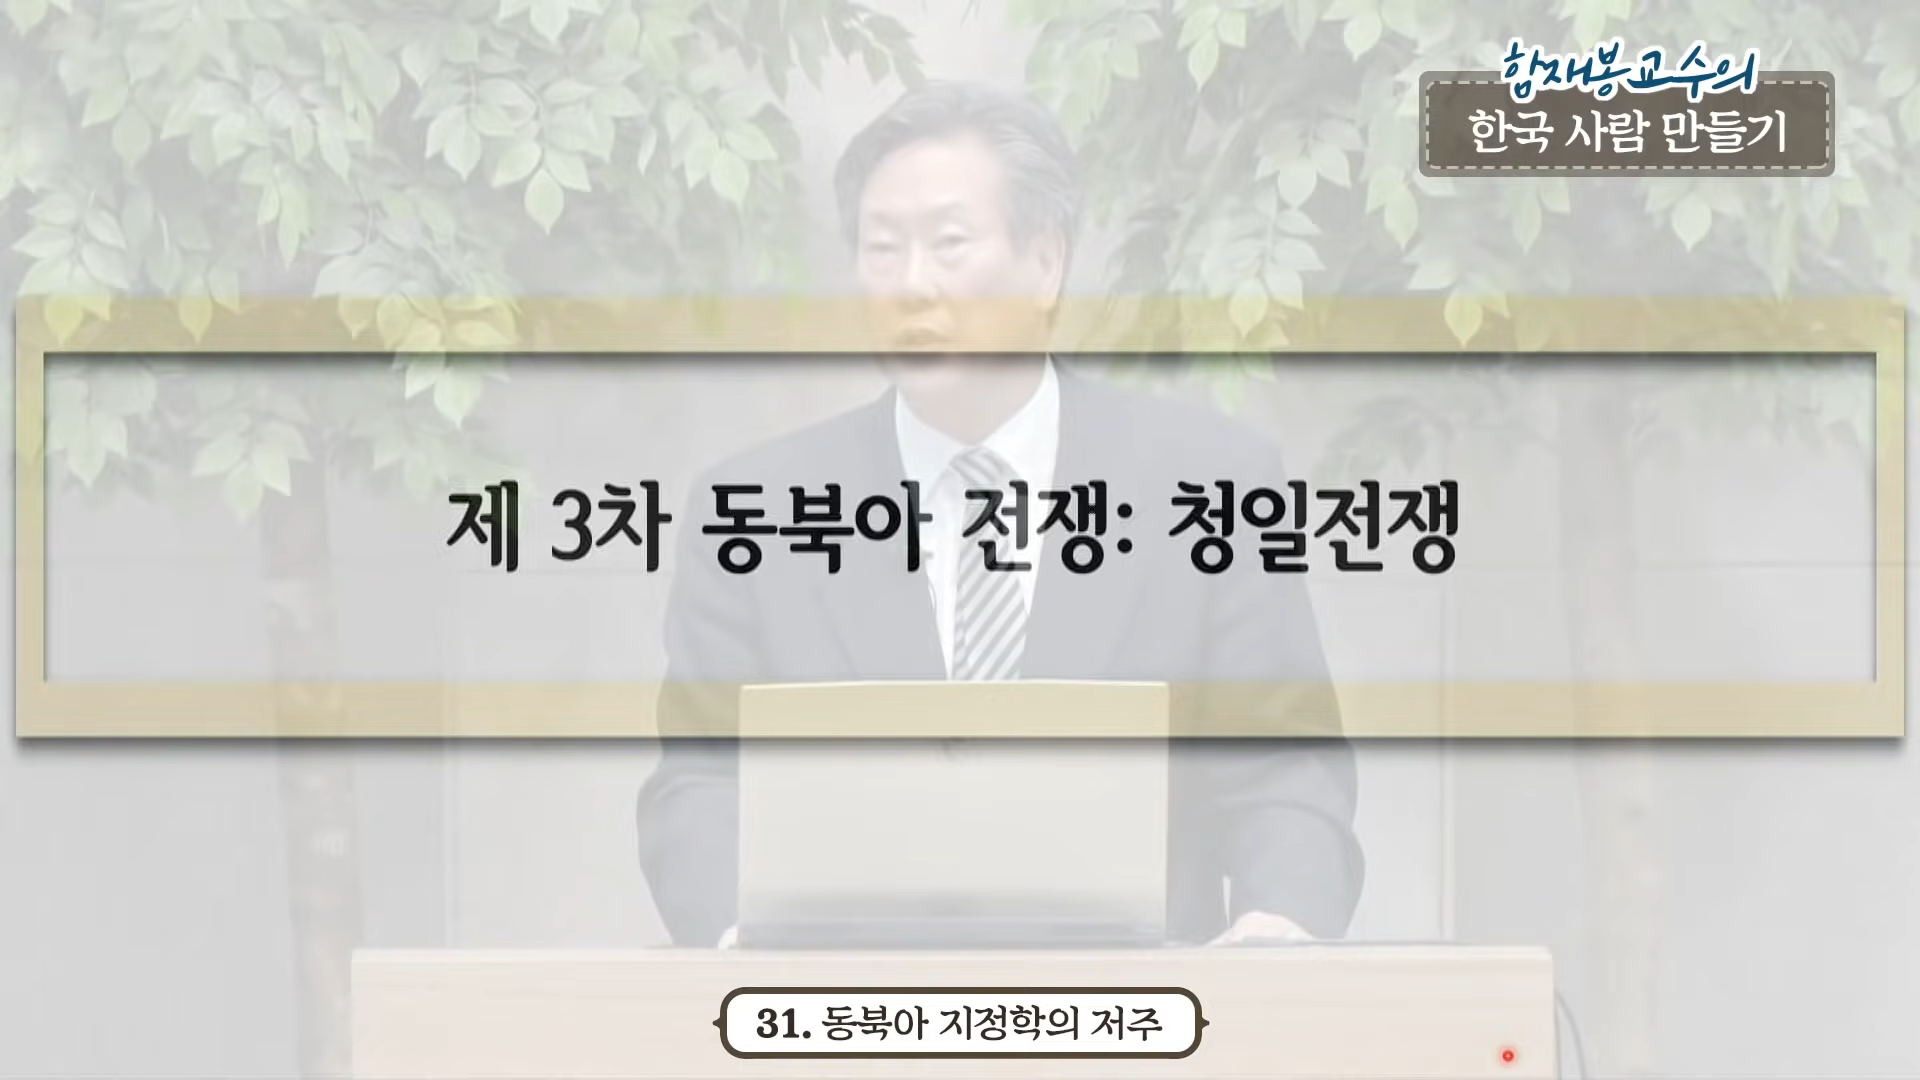 함재봉교수의
한국 사람 만들기
제 3차 동북아 전쟁: 청일전쟁
31. 동북아 지정학의 저주